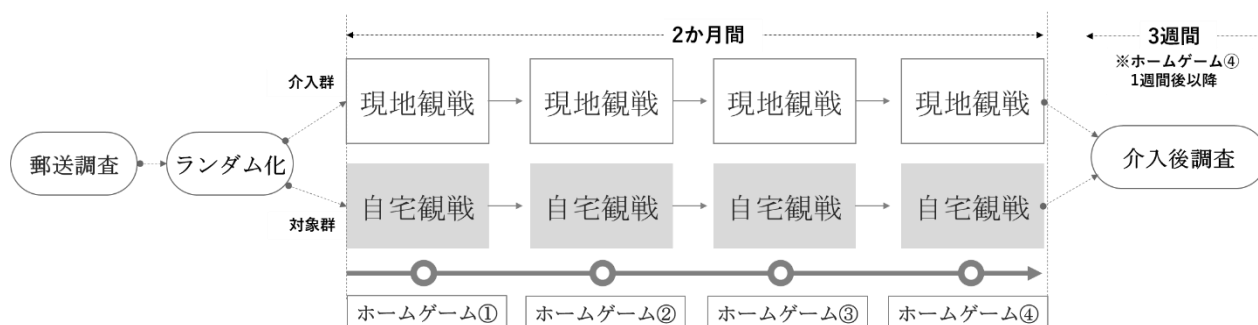 2か月間
3週間
※ホームゲーム④
1週間後以降
介入群
現地観戦
現地観戦
現地観戦
現地観戦
郵送調査
ランダム化
介入後調査
対象群
自宅観戦
自宅観戦
自宅観戦
自宅観戦
ホームゲーム①
ホームゲーム②
ホームゲーム③
ホームゲーム④